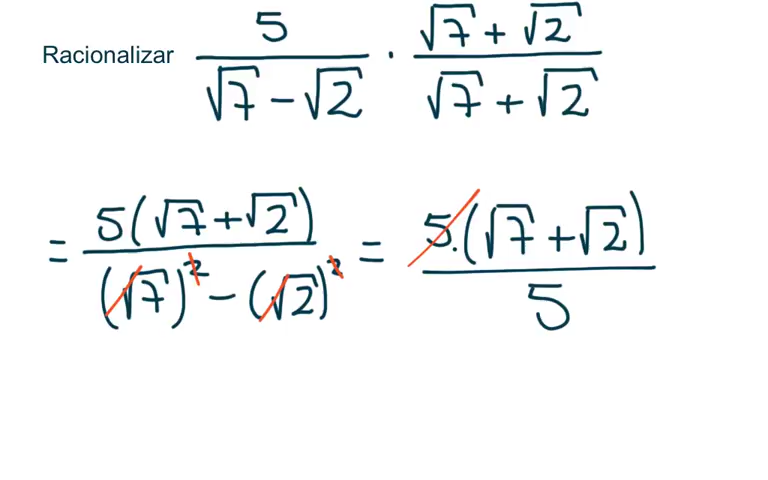 Racionalizar 5/(√7 − √2) · (√7 + √2)/(√7 + √2)
= 5(√7 + √2)/((√7)² − (√2)²) = 5.(√7 + √2)/5